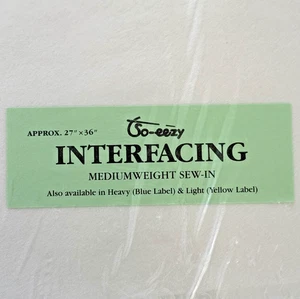 So-eezy
APPROX. 27" × 36"
INTERFACING
MEDIUMWEIGHT SEW-IN
Also available in Heavy (Blue Label) & Light (Yellow Label)